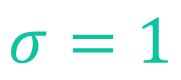 σ = 1